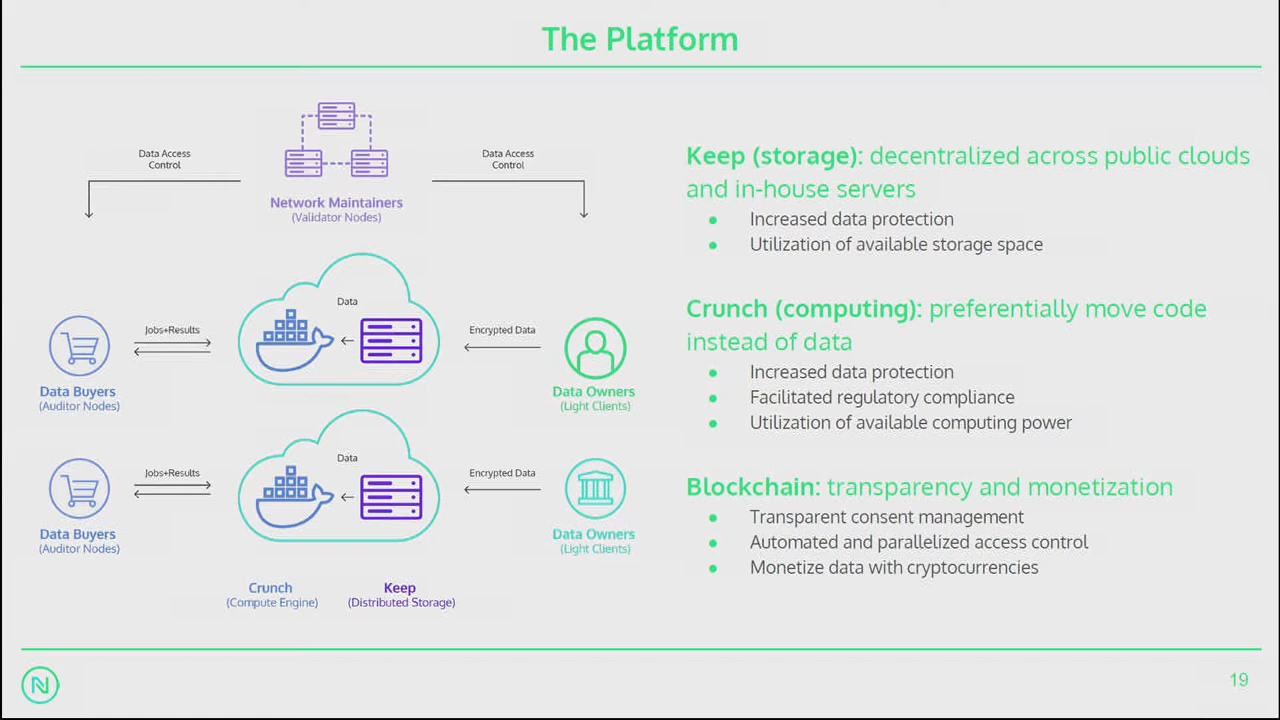 The Platform
Data Access
Control
Data Access
Control
Network Maintainers
(Validator Nodes)
Data
Jobs+Results
Encrypted Data
Data Buyers
(Auditor Nodes)
Data Owners
(Light Clients)
Data
Jobs+Results
Encrypted Data
Data Buyers
(Auditor Nodes)
Data Owners
(Light Clients)
Crunch
(Compute Engine)
Keep
(Distributed Storage)
Keep (storage): decentralized across public clouds
and in-house servers
● Increased data protection
● Utilization of available storage space
Crunch (computing): preferentially move code
instead of data
● Increased data protection
● Facilitated regulatory compliance
● Utilization of available computing power
Blockchain: transparency and monetization
● Transparent consent management
● Automated and parallelized access control
● Monetize data with cryptocurrencies
N
19